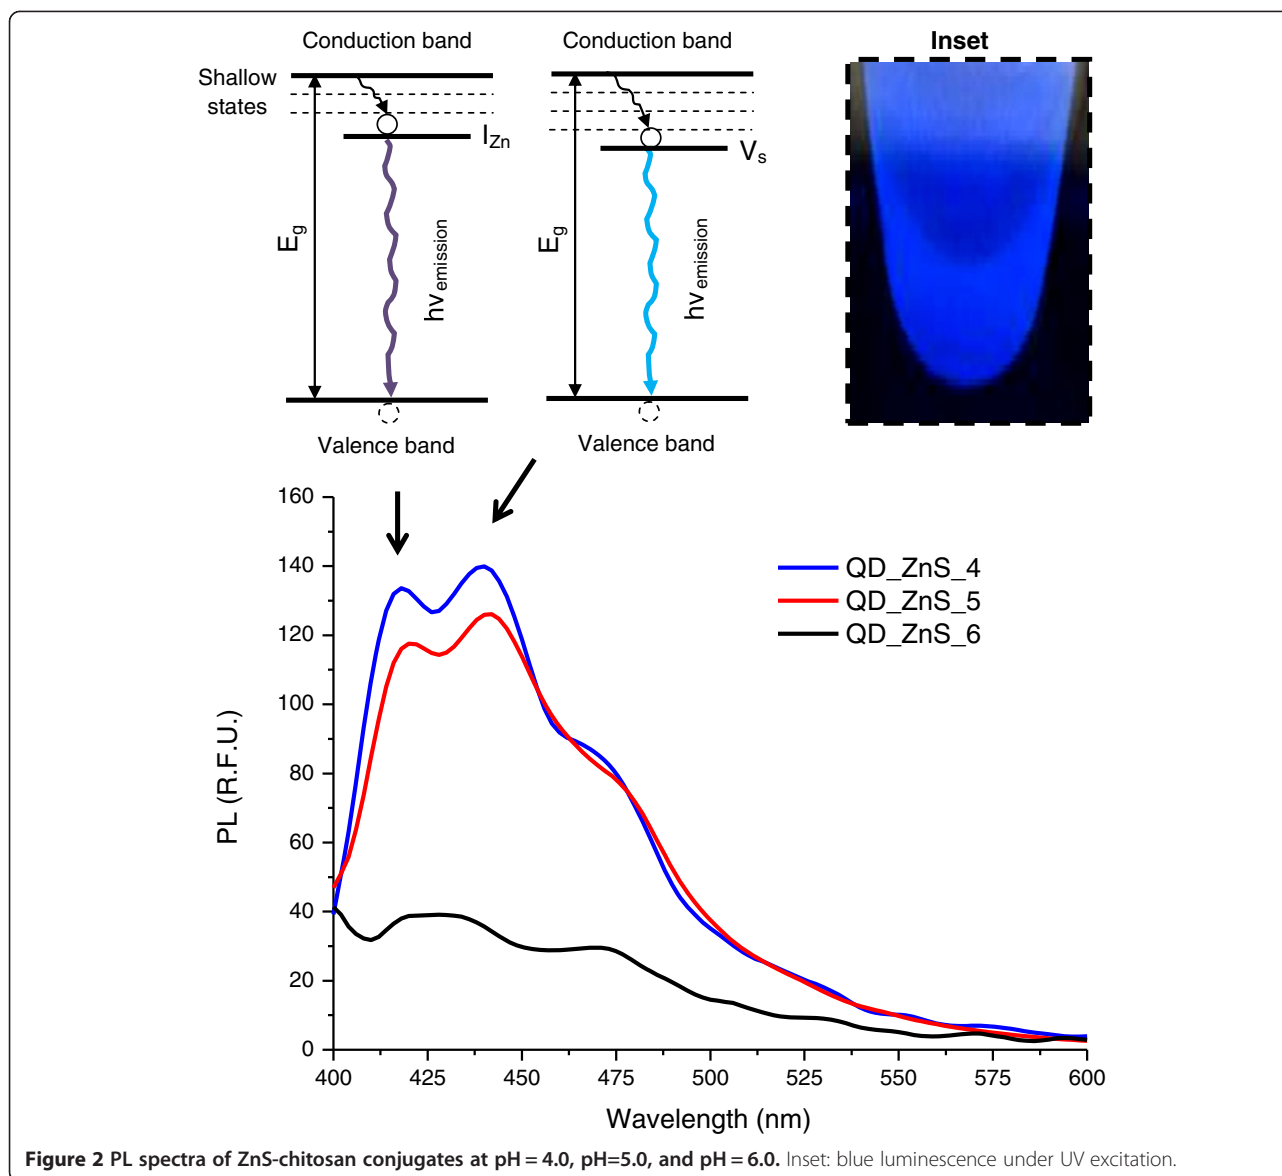 Conduction band
Conduction band
Inset
Shallow
states
I_Zn
V_s
E_g
hν_emission
E_g
hν_emission
Valence band
Valence band
160
140
120
100
80
60
40
20
0
PL (R.F.U.)
QD_ZnS_4
QD_ZnS_5
QD_ZnS_6
400 425 450 475 500 525 550 575 600
Wavelength (nm)
Figure 2 PL spectra of ZnS-chitosan conjugates at pH = 4.0, pH=5.0, and pH = 6.0. Inset: blue luminescence under UV excitation.